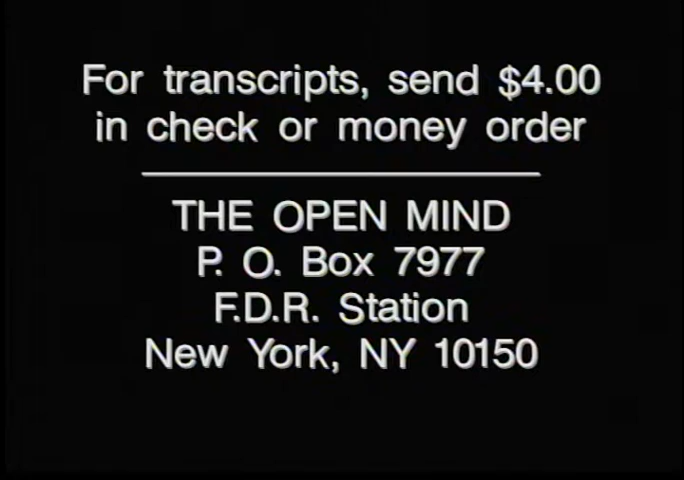 For transcripts, send $4.00
in check or money order
THE OPEN MIND
P. O. Box 7977
F.D.R. Station
New York, NY 10150